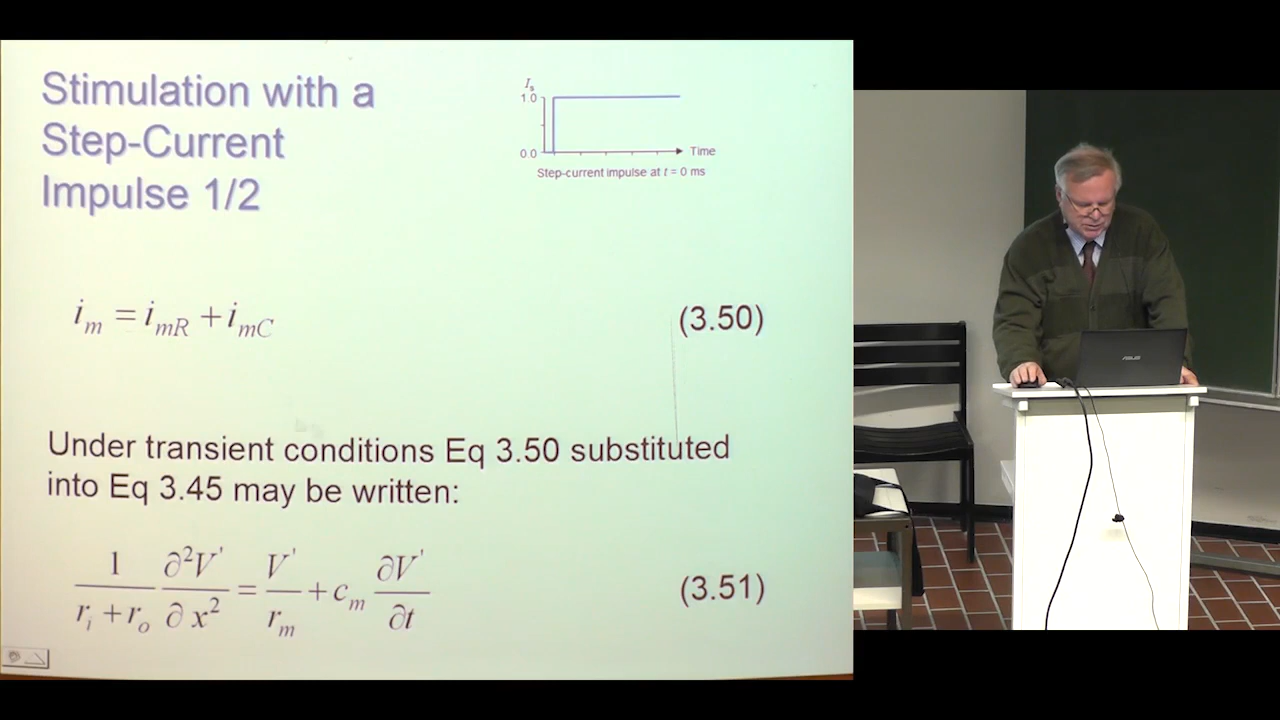 Stimulation with a
Step-Current
Impulse 1/2
I_s
1.0
0.0
Time
Step-current impulse at t = 0 ms
i_m = i_mR + i_mC (3.50)
Under transient conditions Eq 3.50 substituted
into Eq 3.45 may be written:
1/(r_i + r_o) ∂²V'/∂x² = V'/r_m + c_m ∂V'/∂t (3.51)
ASUS